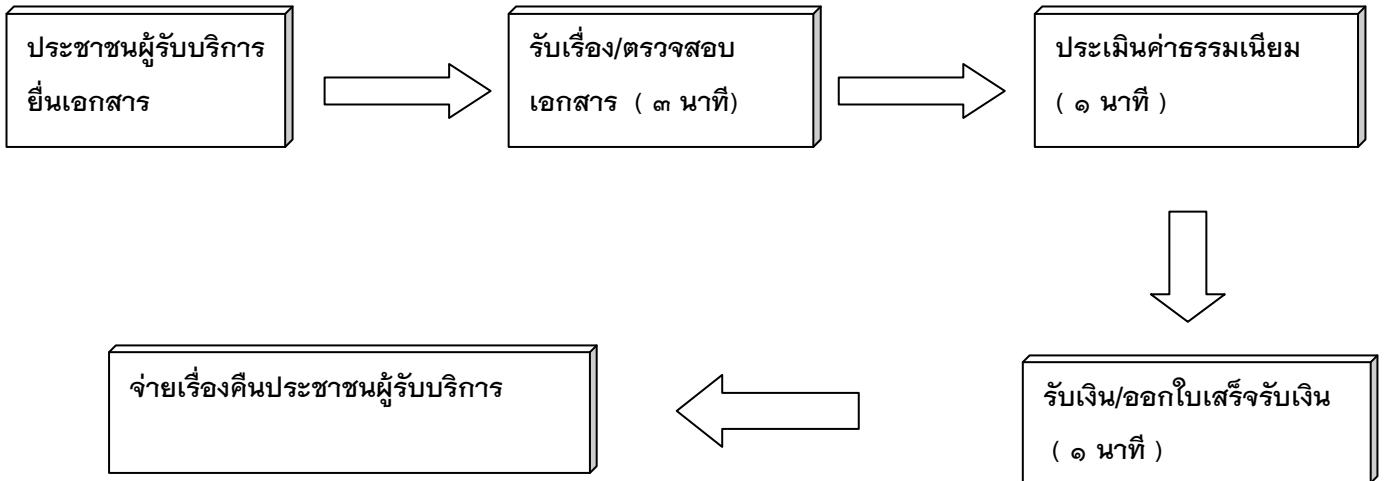 ประชาชนผู้รับบริการ
ยื่นเอกสาร
รับเรื่อง/ตรวจสอบ
เอกสาร ( ๓ นาที)
ประเมินค่าธรรมเนียม
( ๑ นาที )
รับเงิน/ออกใบเสร็จรับเงิน
( ๑ นาที )
จ่ายเรื่องคืนประชาชนผู้รับบริการ